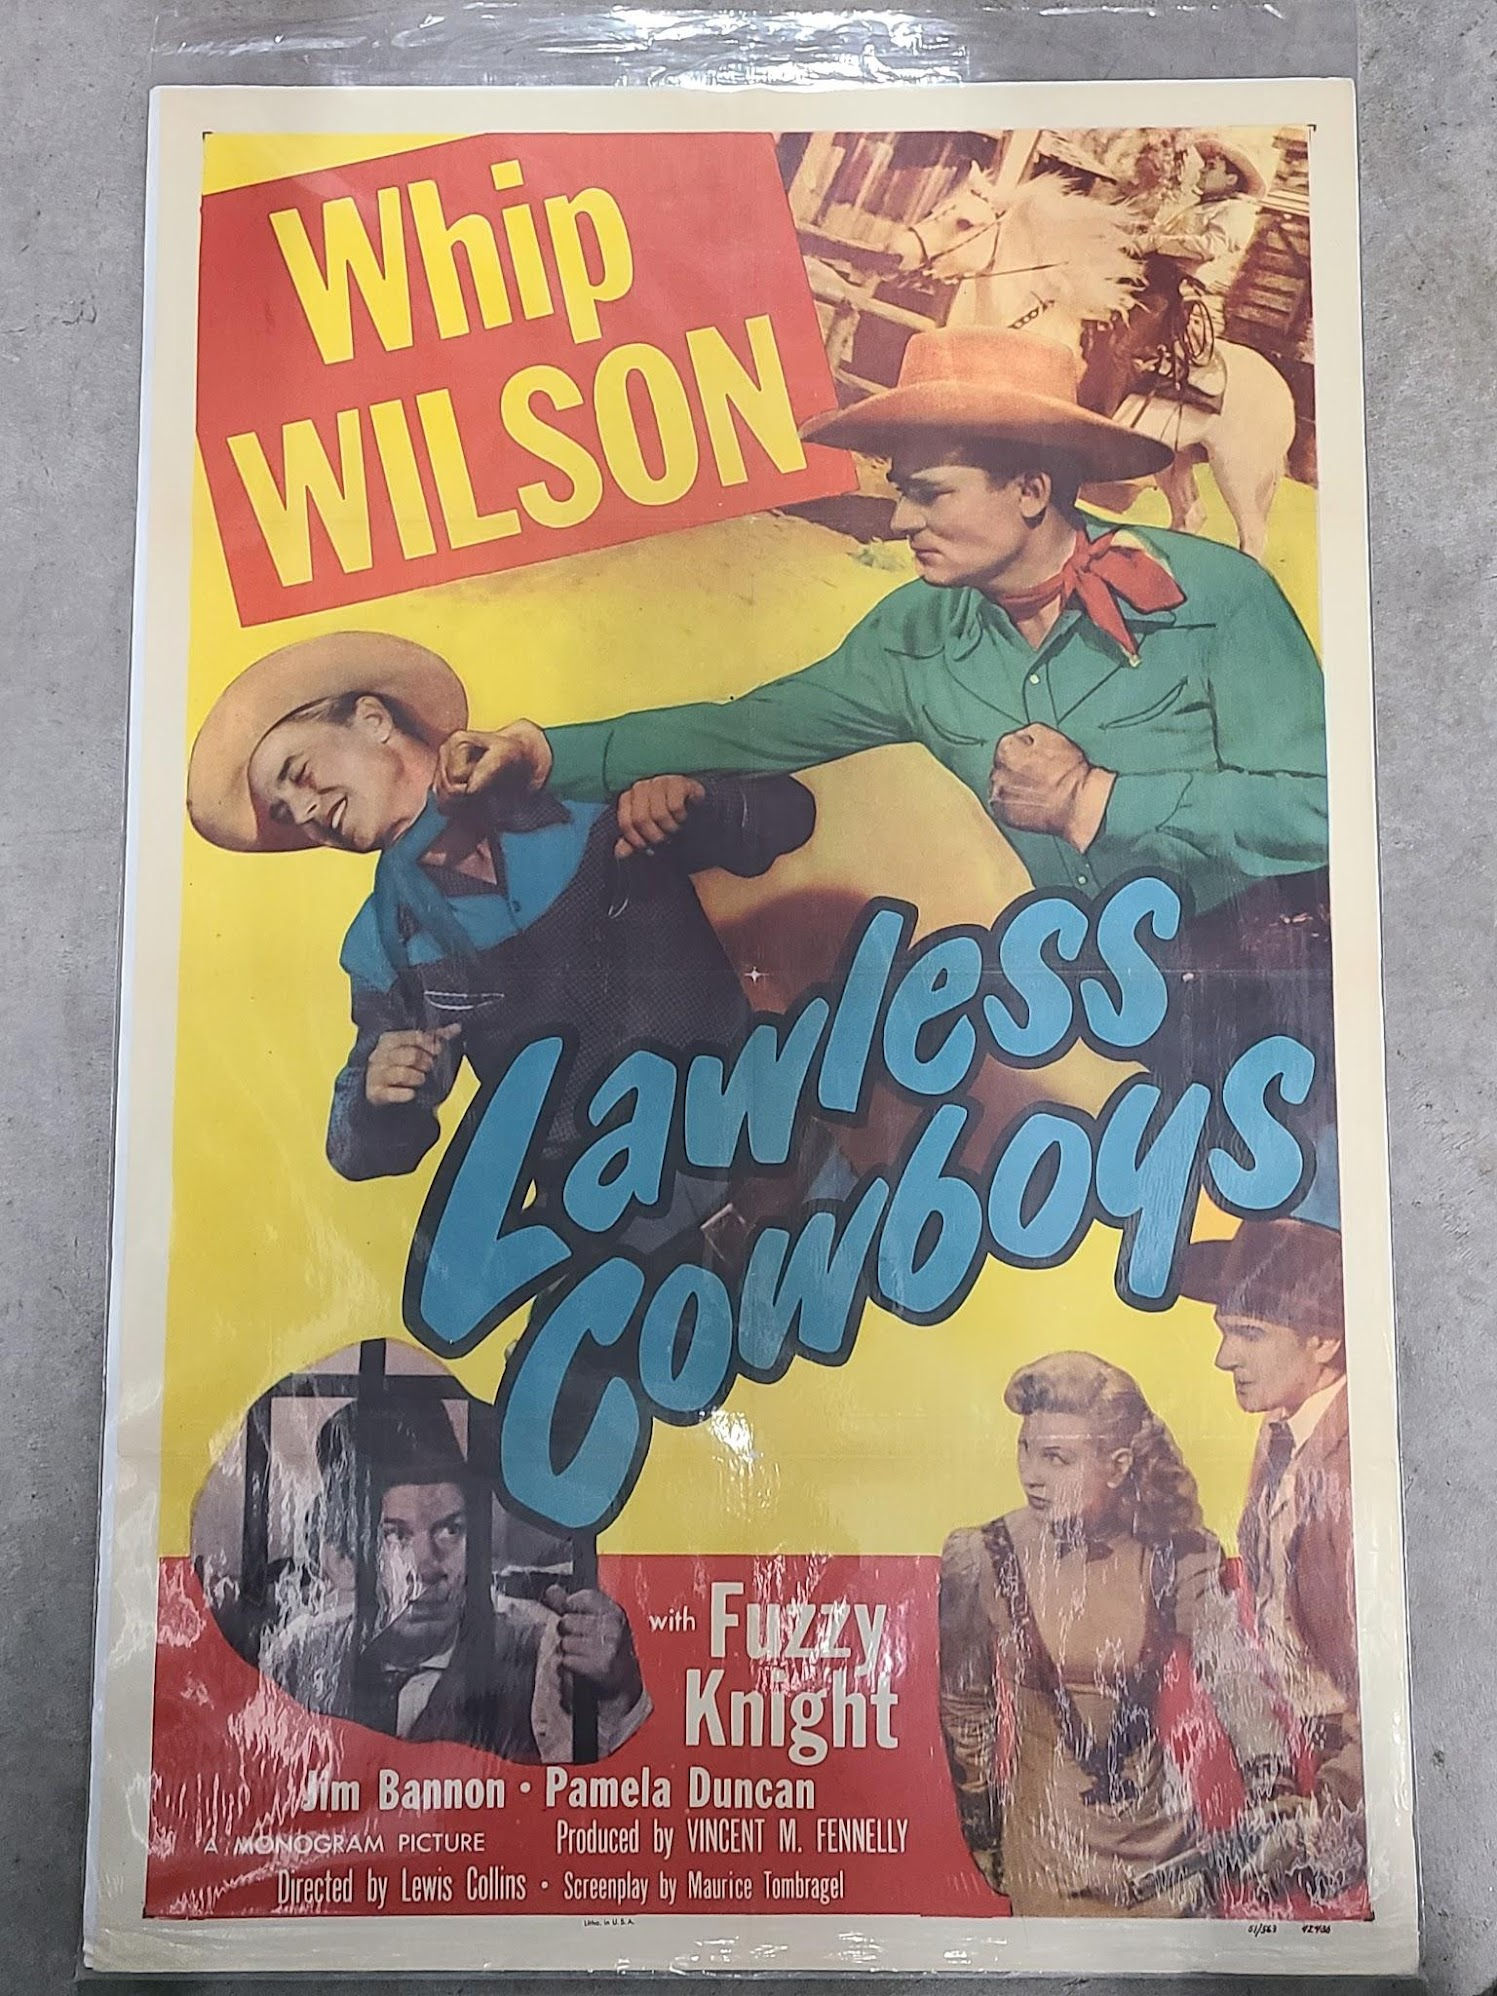 Whip
WILSON
Lawless
Cowboys
with Fuzzy
Knight
Jim Bannon • Pamela Duncan
A MONOGRAM PICTURE
Produced by VINCENT M. FENNELLY
Directed by Lewis Collins • Screenplay by Maurice Tombragel
Litho. in U.S.A.
51/563